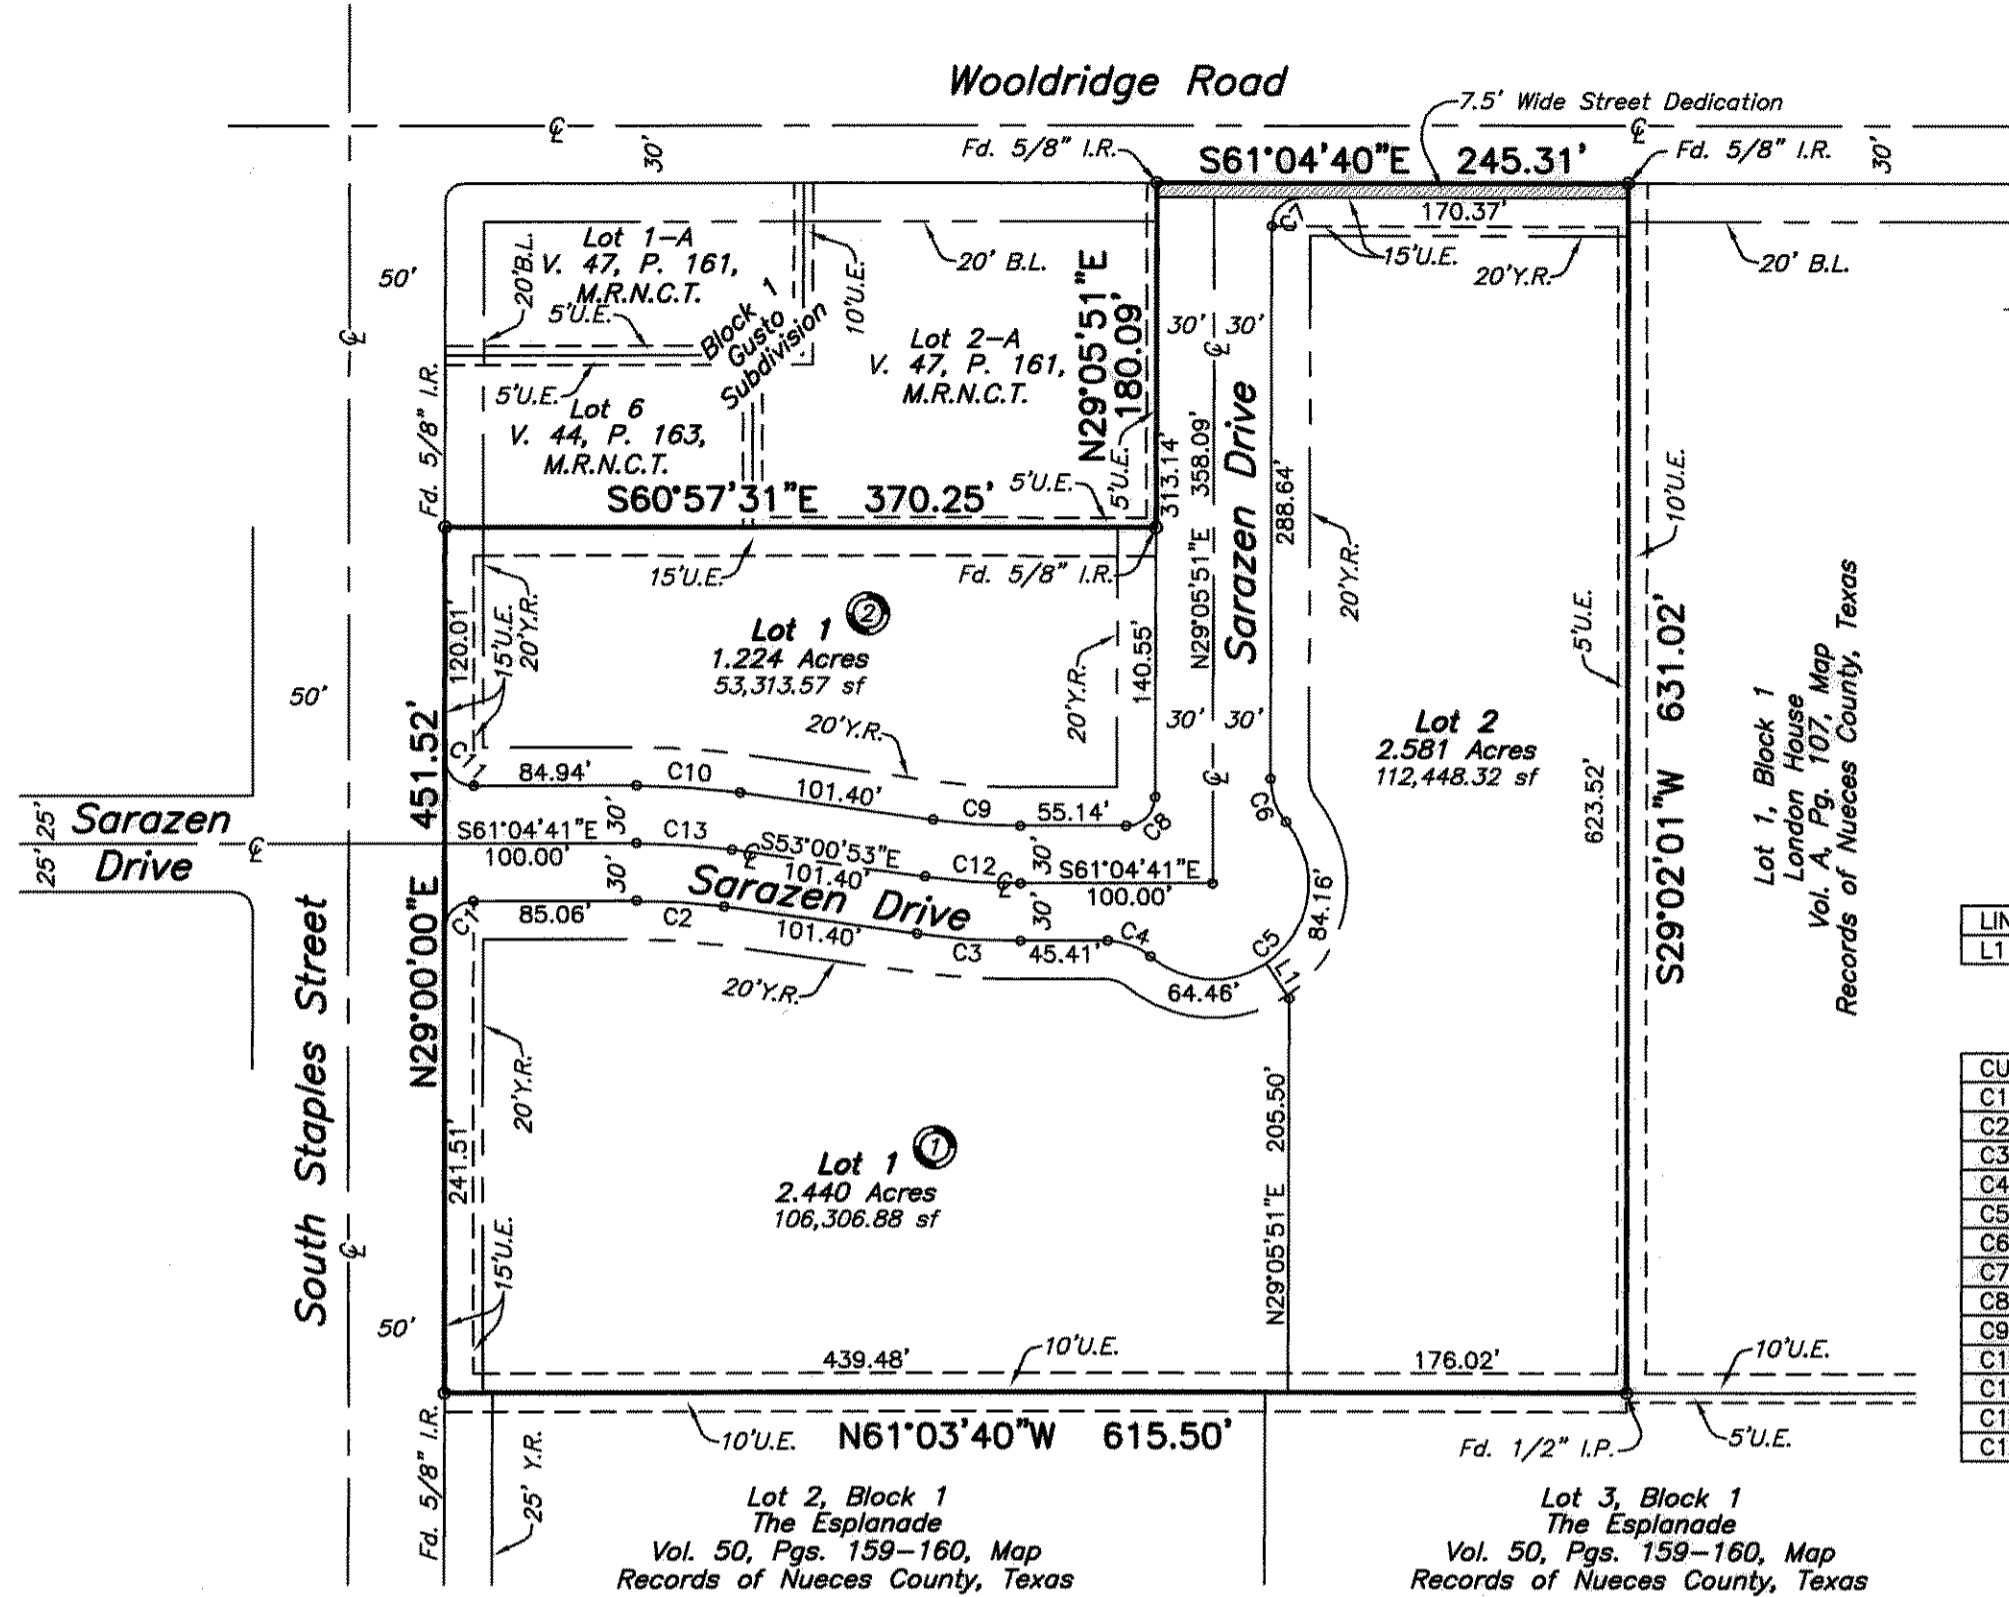 Wooldridge Road
7.5' Wide Street Dedication
℄
℄
30'
Fd. 5/8" I.R.
S61°04'40"E 245.31'
Fd. 5/8" I.R.
30'
170.37'
C7
15'U.E.
20'Y.R.
20' B.L.
20' B.L.
50'
20'B.L.
Lot 1-A
V. 47, P. 161,
M.R.N.C.T.
5'U.E.
Block 1
Gusto
Subdivision
10'U.E.
Lot 2-A
V. 47, P. 161,
M.R.N.C.T.
N29°05'51"E
180.09'
30' 30'
℄
℄
5'U.E.
Lot 6
V. 44, P. 163,
M.R.N.C.T.
Fd. 5/8" I.R.
S60°57'31"E 370.25'
5'U.E.
5'U.E.
313.14'
N29°05'51"E 358.09'
Sarazen Drive
288.64'
20'Y.R.
10'U.E.
15'U.E.
Fd. 5/8" I.R.
120.01'
15'U.E.
20'Y.R.
Lot 1 2
1.224 Acres
53,313.57 sf
20'Y.R.
140.55'
20'Y.R.
30' 30'
℄
50'
5'U.E.
Lot 2
2.581 Acres
112,448.32 sf
623.52'
S29°02'01"W 631.02'
Lot 1, Block 1
London House
Vol. A, Pg. 107, Map
Records of Nueces County, Texas
N29°00'00"E 451.52'
C11
84.94'
C10
101.40'
C9
55.14'
C8
C6
25' 25'
Sarazen
Drive
℄
S61°04'41"E
100.00'
30'
30'
C13
℄
S53°00'53"E
101.40'
C12
℄
30'
30'
S61°04'41"E
100.00'
Sarazen Drive
C1
85.06'
C2
101.40'
C3
45.41'
C4
64.46'
C5
84.16'
L1
20'Y.R.
20'Y.R.
South Staples Street
℄
241.51'
15'U.E.
50'
Lot 1 1
2.440 Acres
106,306.88 sf
N29°05'51"E 205.50'
439.48'
10'U.E.
176.02'
10'U.E.
Fd. 5/8" I.R.
25' Y.R.
10'U.E.
N61°03'40"W 615.50'
Fd. 1/2" I.P.
5'U.E.
Lot 2, Block 1
The Esplanade
Vol. 50, Pgs. 159-160, Map
Records of Nueces County, Texas
Lot 3, Block 1
The Esplanade
Vol. 50, Pgs. 159-160, Map
Records of Nueces County, Texas
LIN
L1
CU
C1
C2
C3
C4
C5
C6
C7
C8
C9
C1
C1
C1
C1